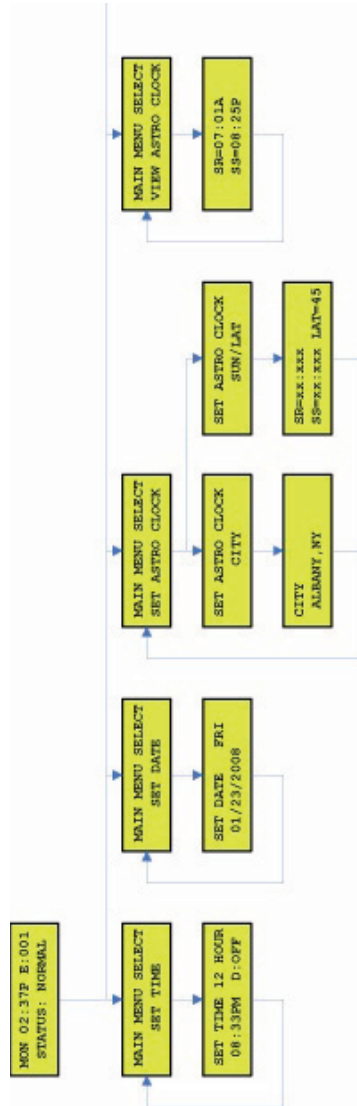 MON 02:37P E:001
STATUS: NORMAL
MAIN MENU SELECT
SET TIME
SET TIME 12 HOUR
08:33PM D:OFF
MAIN MENU SELECT
SET DATE
SET DATE FRI
01/23/2008
MAIN MENU SELECT
SET ASTRO CLOCK
SET ASTRO CLOCK
CITY
CITY
ALBANY,NY
SET ASTRO CLOCK
SUN/LAT
SR=xx:xxx
SS=xx:xxx LAT=45
MAIN MENU SELECT
VIEW ASTRO CLOCK
SR=07:01A
SS=08:25P